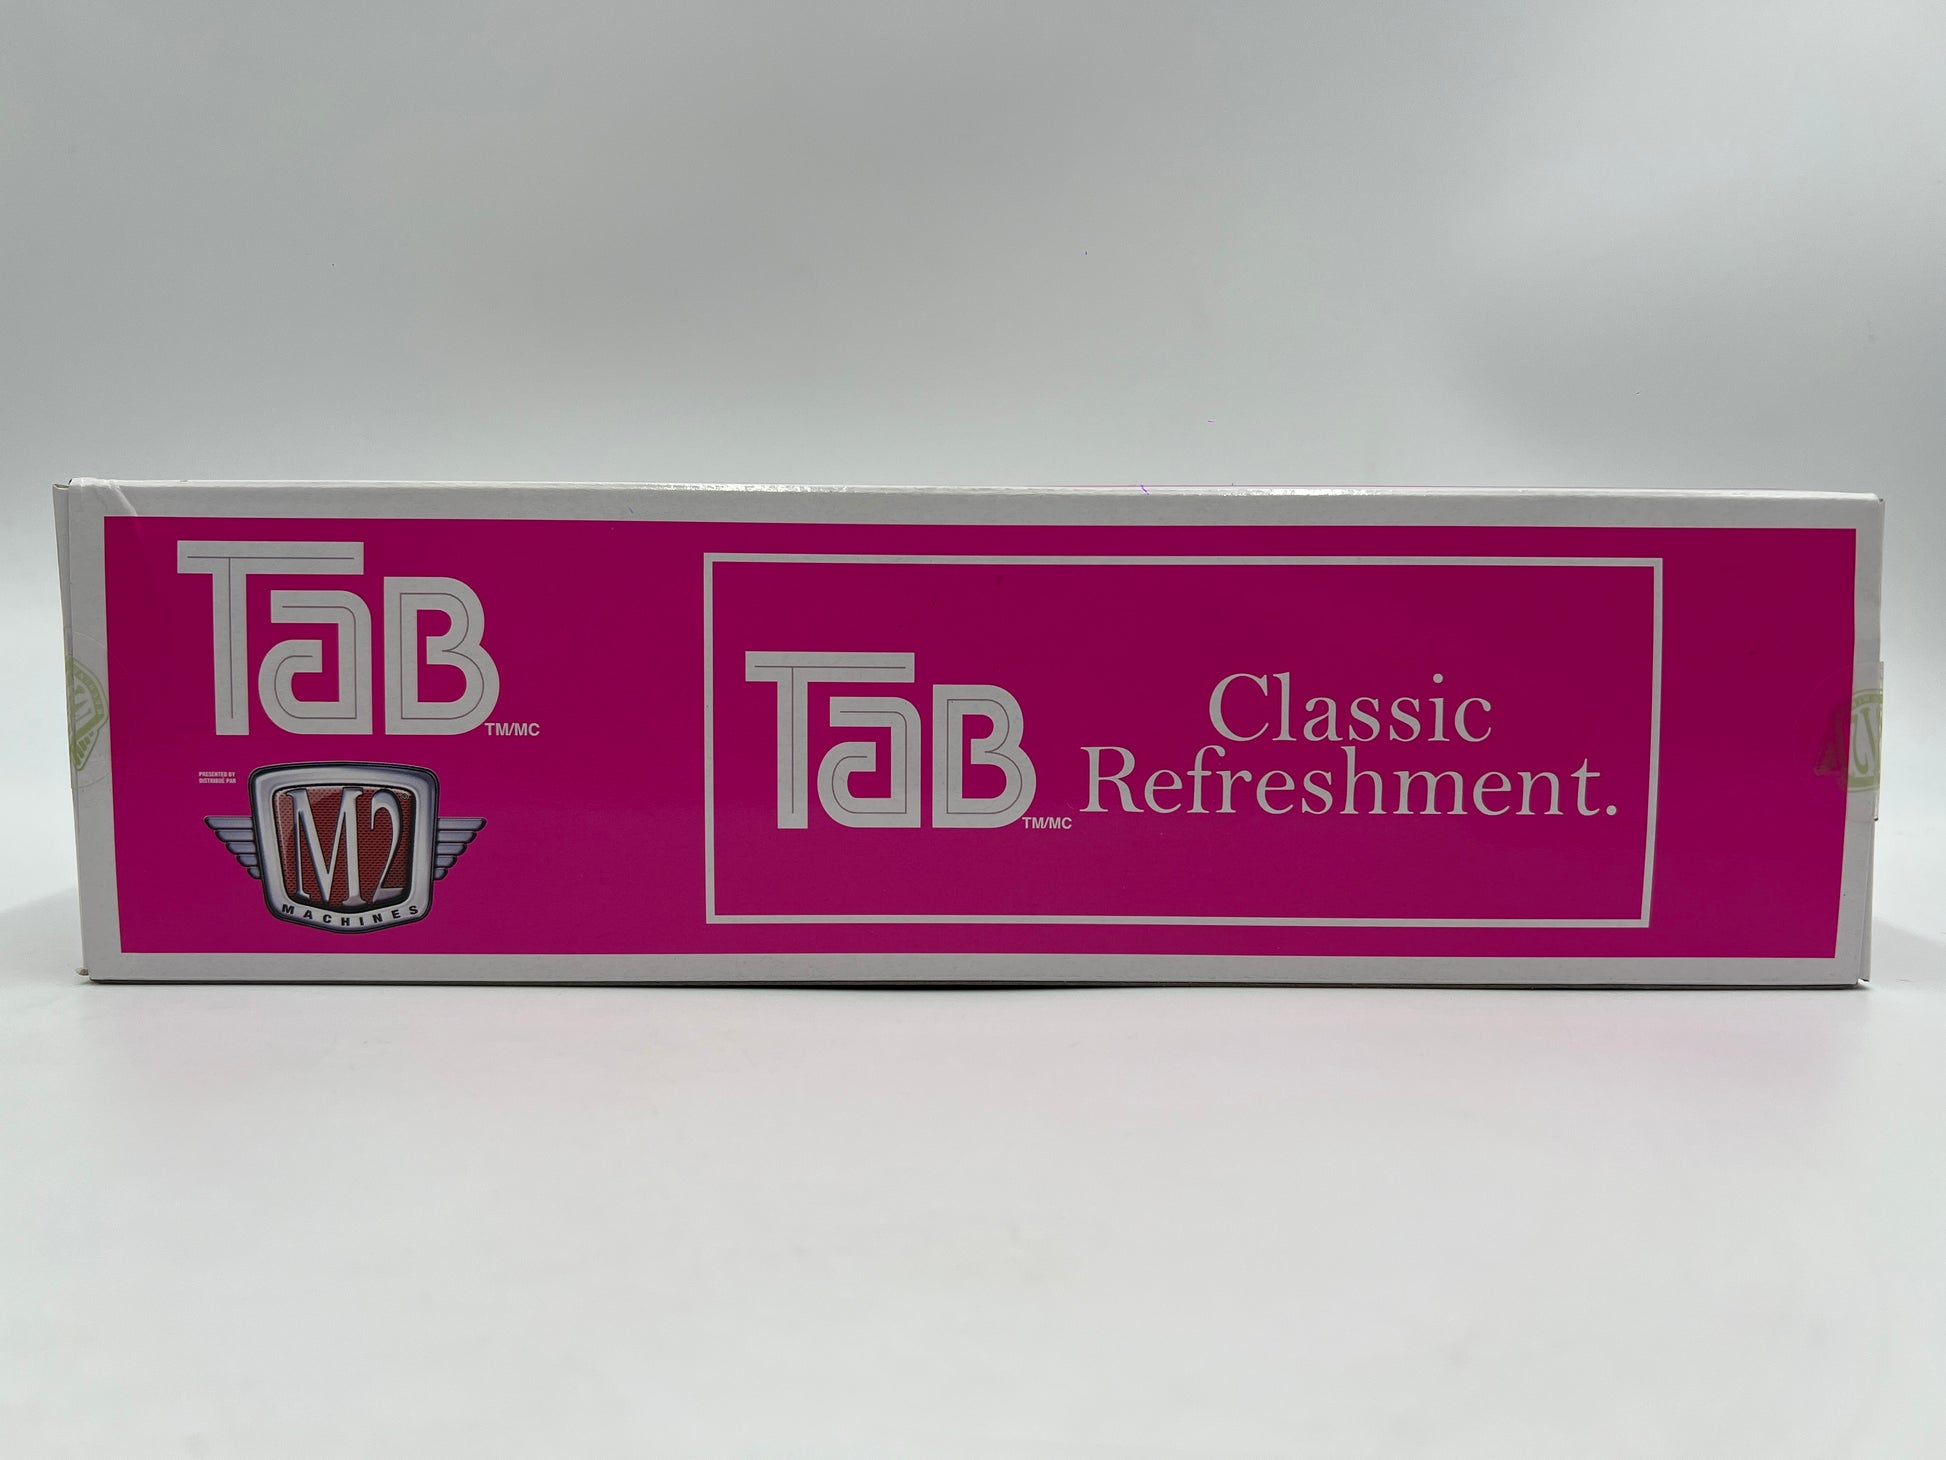 TaB
TM/MC
PRESENTED BY
DISTRIBUÉ PAR
M2
MACHINES
TaB
TM/MC
Classic
Refreshment.